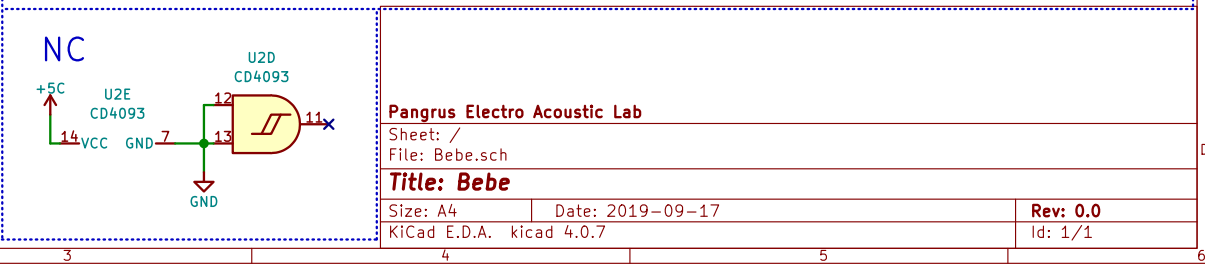 NC
U2D
CD4093
+5C
U2E
CD4093
12
11
14 VCC GND 7 13
GND
Pangrus Electro Acoustic Lab
Sheet: /
File: Bebe.sch
Title: Bebe
Size: A4 Date: 2019-09-17 Rev: 0.0
KiCad E.D.A. kicad 4.0.7 Id: 1/1
3 4 5 6